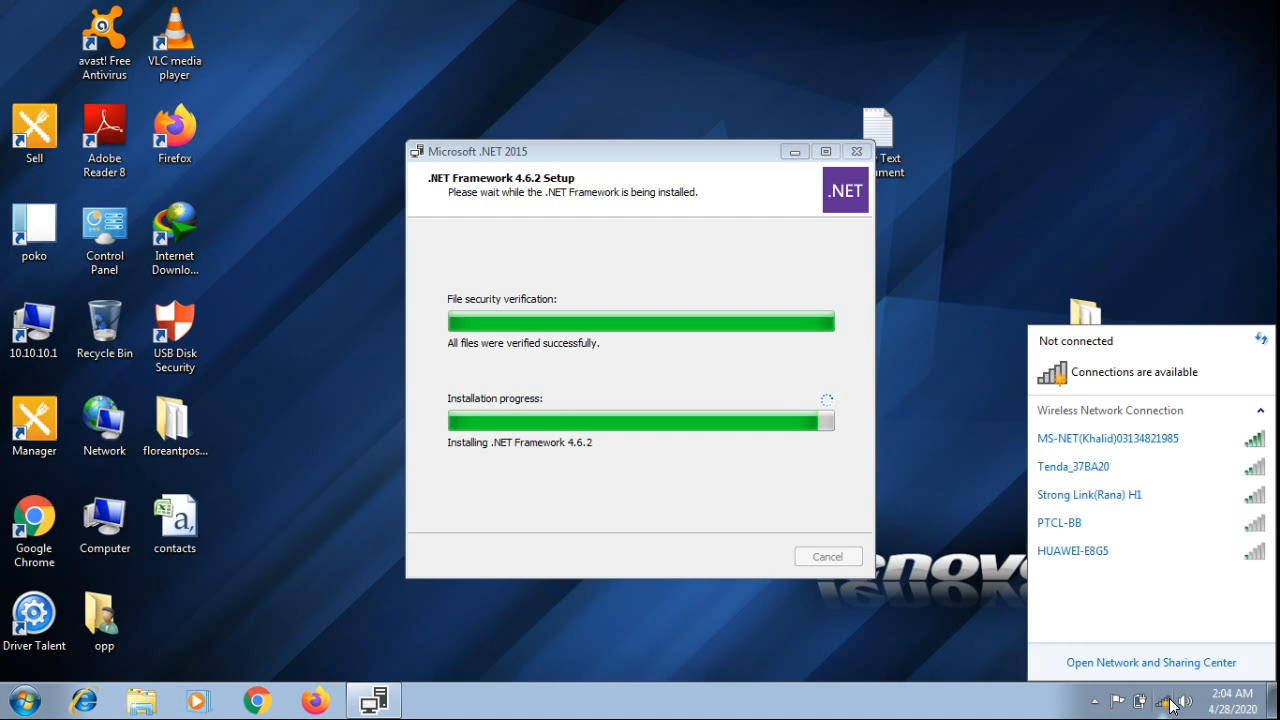 avast! Free
Antivirus
VLC media
player
Sell
Adobe
Reader 8
Firefox
poko
Control
Panel
Internet
Downlo...
10.10.10.1
Recycle Bin
USB Disk
Security
Manager
Network
floreantpos...
Google
Chrome
Computer
contacts
Driver Talent
opp
Text
Microsoft .NET 2015
.NET Framework 4.6.2 Setup
Please wait while the .NET Framework is being installed.
.NET
File security verification:
All files were verified successfully.
Installation progress:
Installing .NET Framework 4.6.2
Cancel
Not connected
Connections are available
Wireless Network Connection
MS-NET(Khalid)03134821985
Tenda_37BA20
Strong Link(Rana) H1
PTCL-BB
HUAWEI-E8G5
Open Network and Sharing Center
2:04 AM
4/28/2020